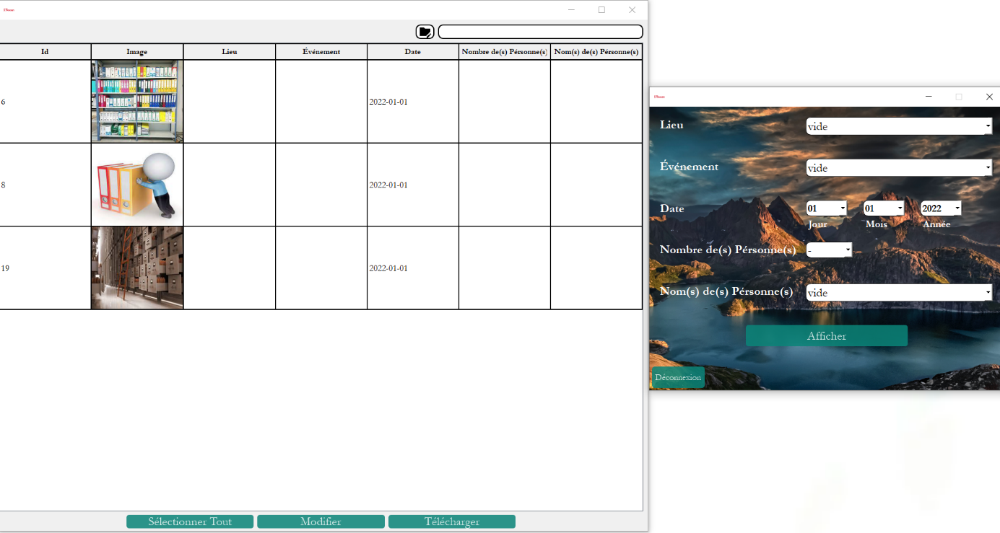 Id Image Lieu Événement Date Nombre de(s) Pérsonne(s) Nom(s) de(s) Pérsonne(s)
6 2022-01-01
8 2022-01-01
19 2022-01-01
Sélectionner Tout Modifier Télécharger
Lieu vide
Événement vide
Date 01 01 2022
Jour Mois Année
Nombre de(s) Pérsonne(s) -
Nom(s) de(s) Pérsonne(s) vide
Afficher
Déconnexion